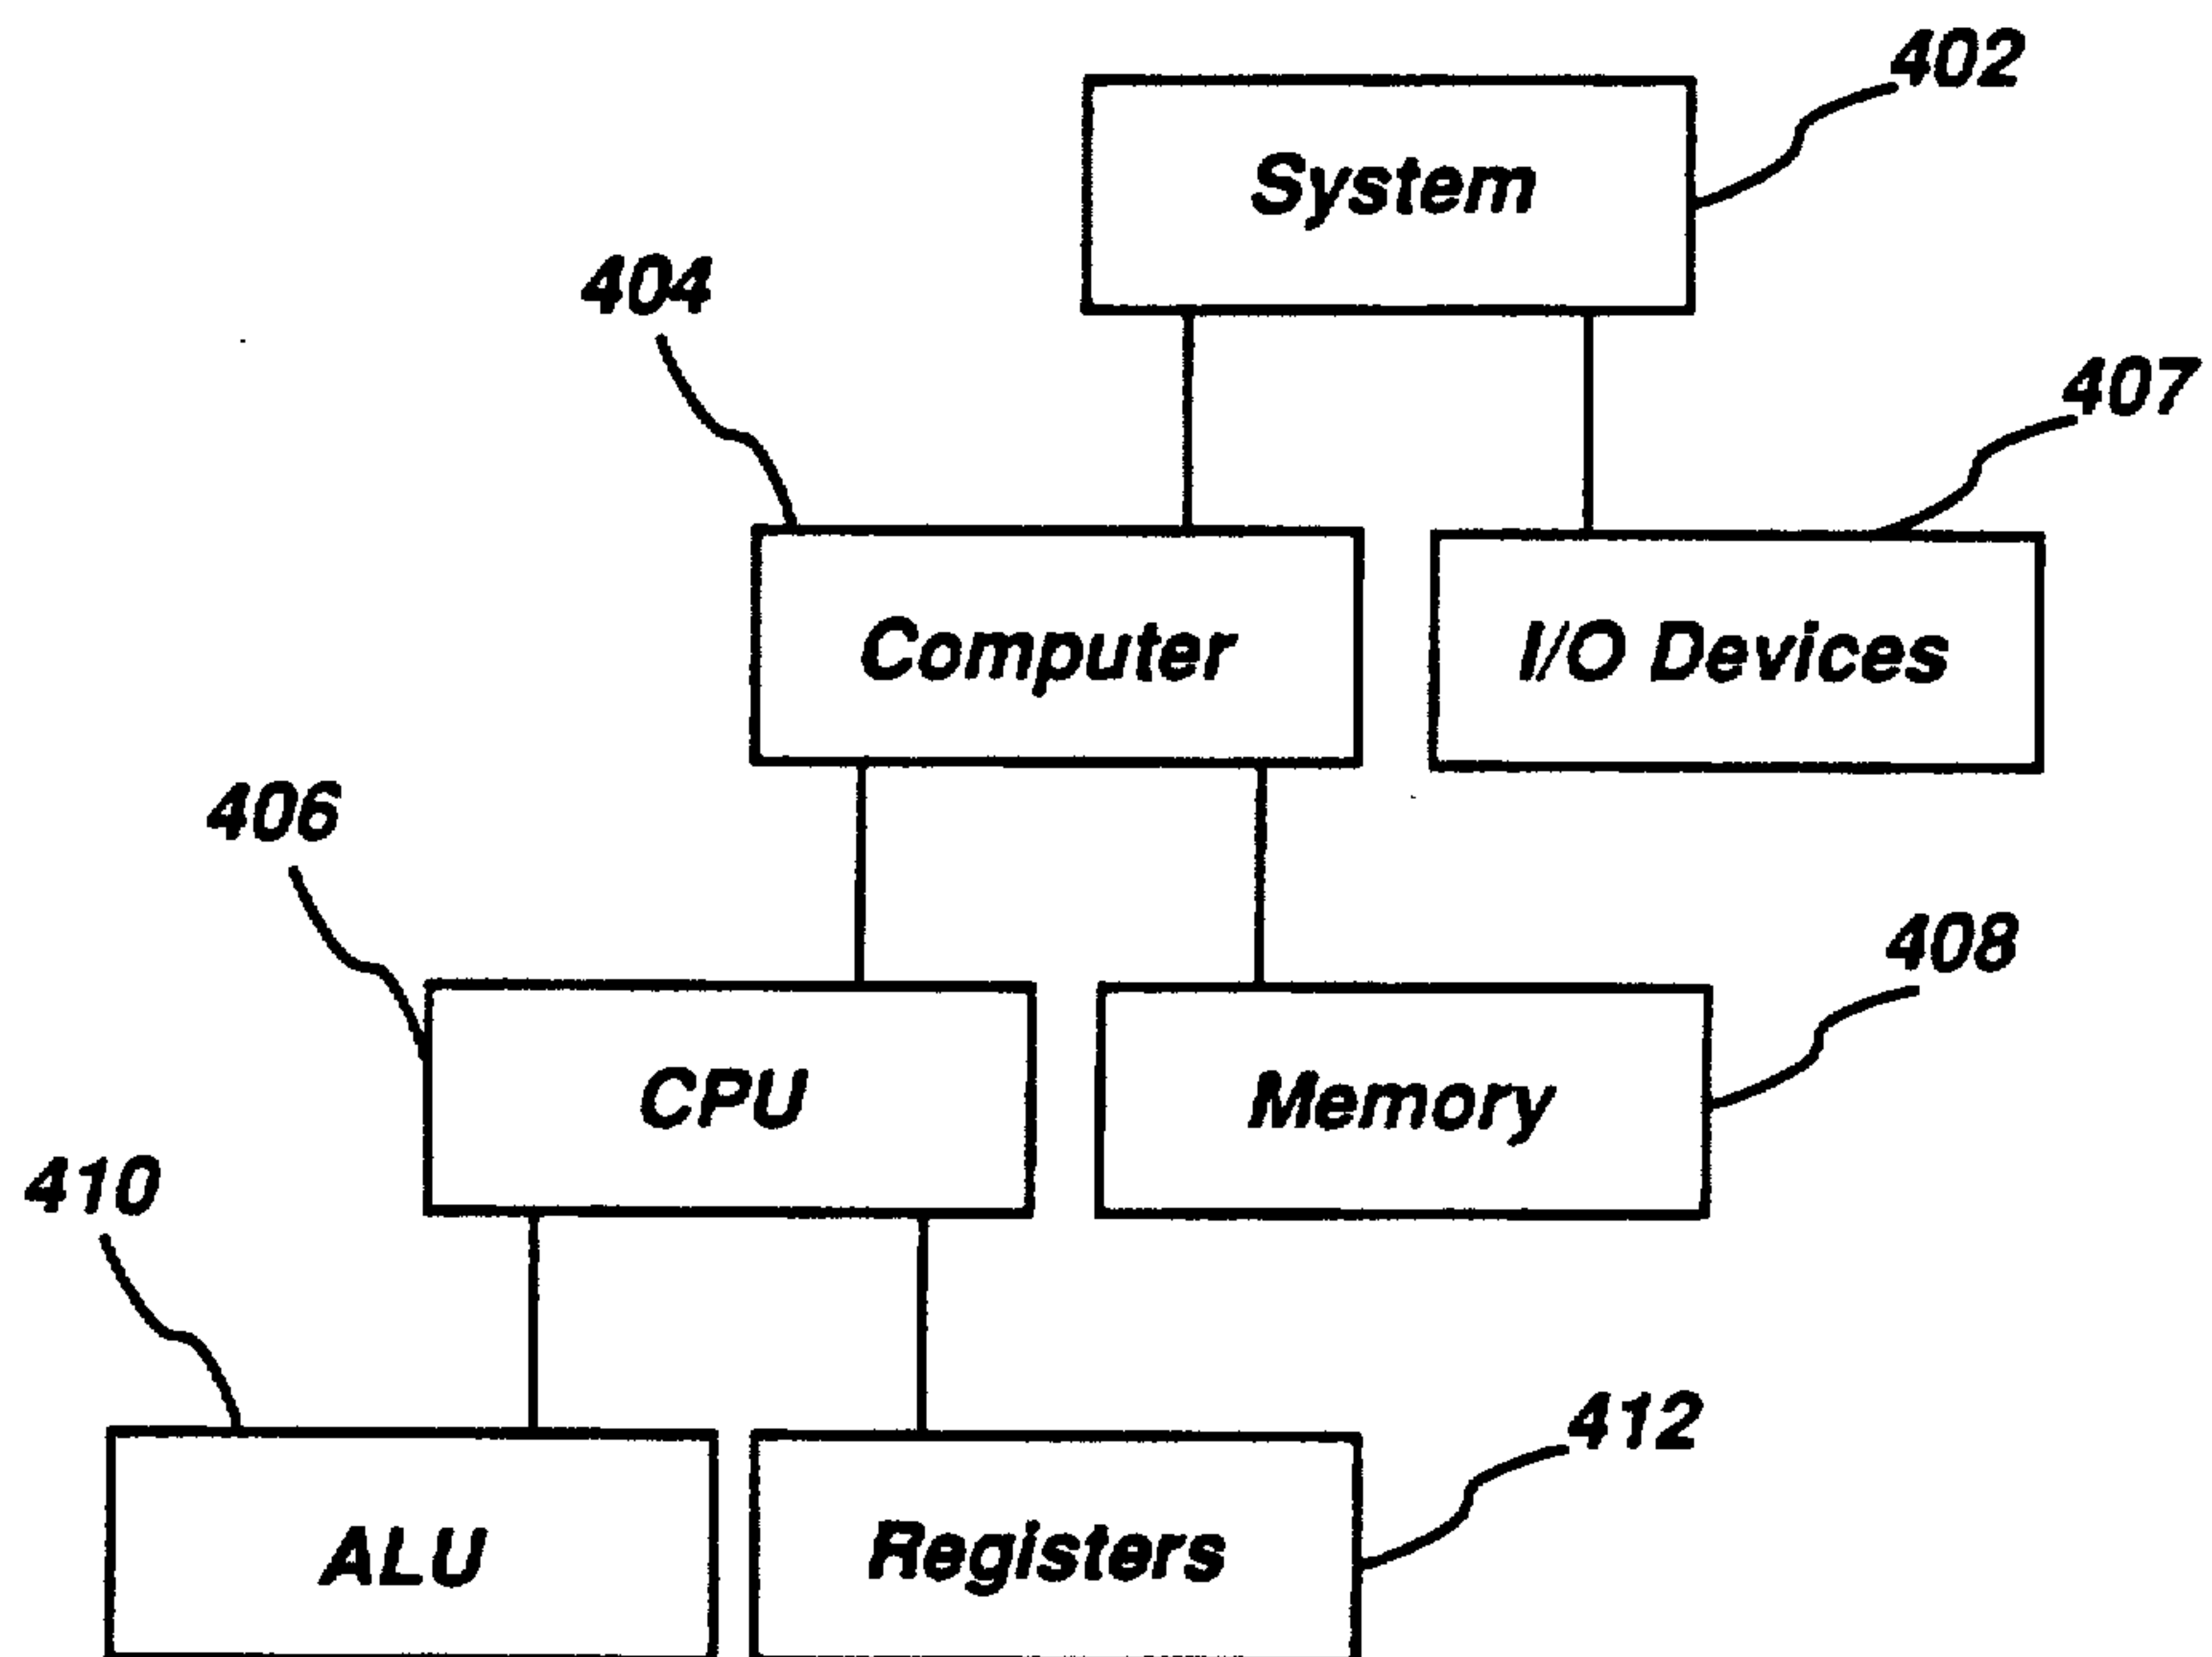 402
System
404
407
Computer
I/O Devices
406
408
CPU
Memory
410
412
ALU
Registers